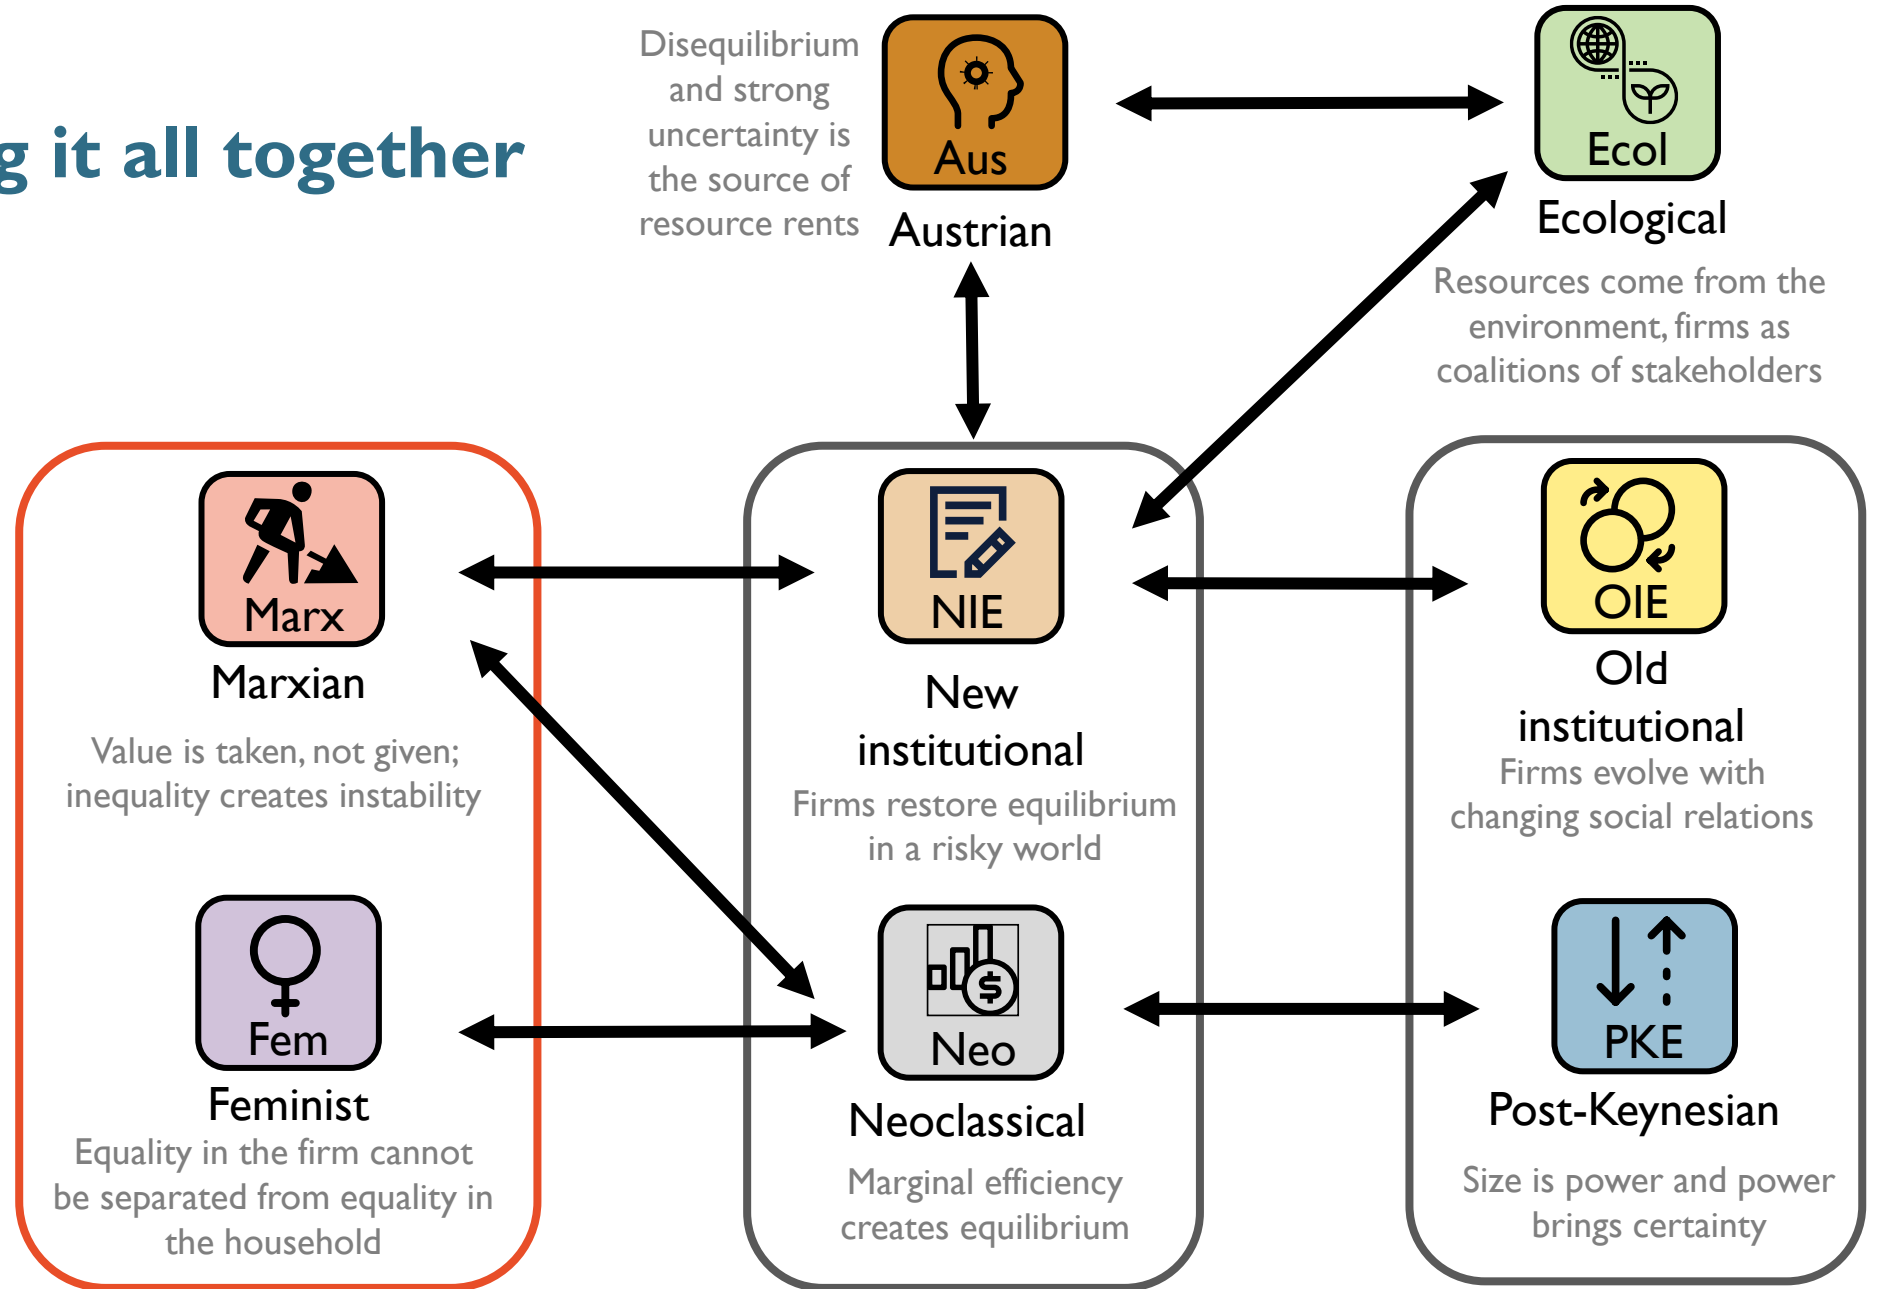 g it all together
Disequilibrium
and strong
uncertainty is
the source of
resource rents
Aus
Austrian
Ecol
Ecological
Resources come from the
environment, firms as
coalitions of stakeholders
Marx
Marxian
Value is taken, not given;
inequality creates instability
Fem
Feminist
Equality in the firm cannot
be separated from equality in
the household
NIE
New
institutional
Firms restore equilibrium
in a risky world
$
Neo
Neoclassical
Marginal efficiency
creates equilibrium
OIE
Old
institutional
Firms evolve with
changing social relations
PKE
Post-Keynesian
Size is power and power
brings certainty